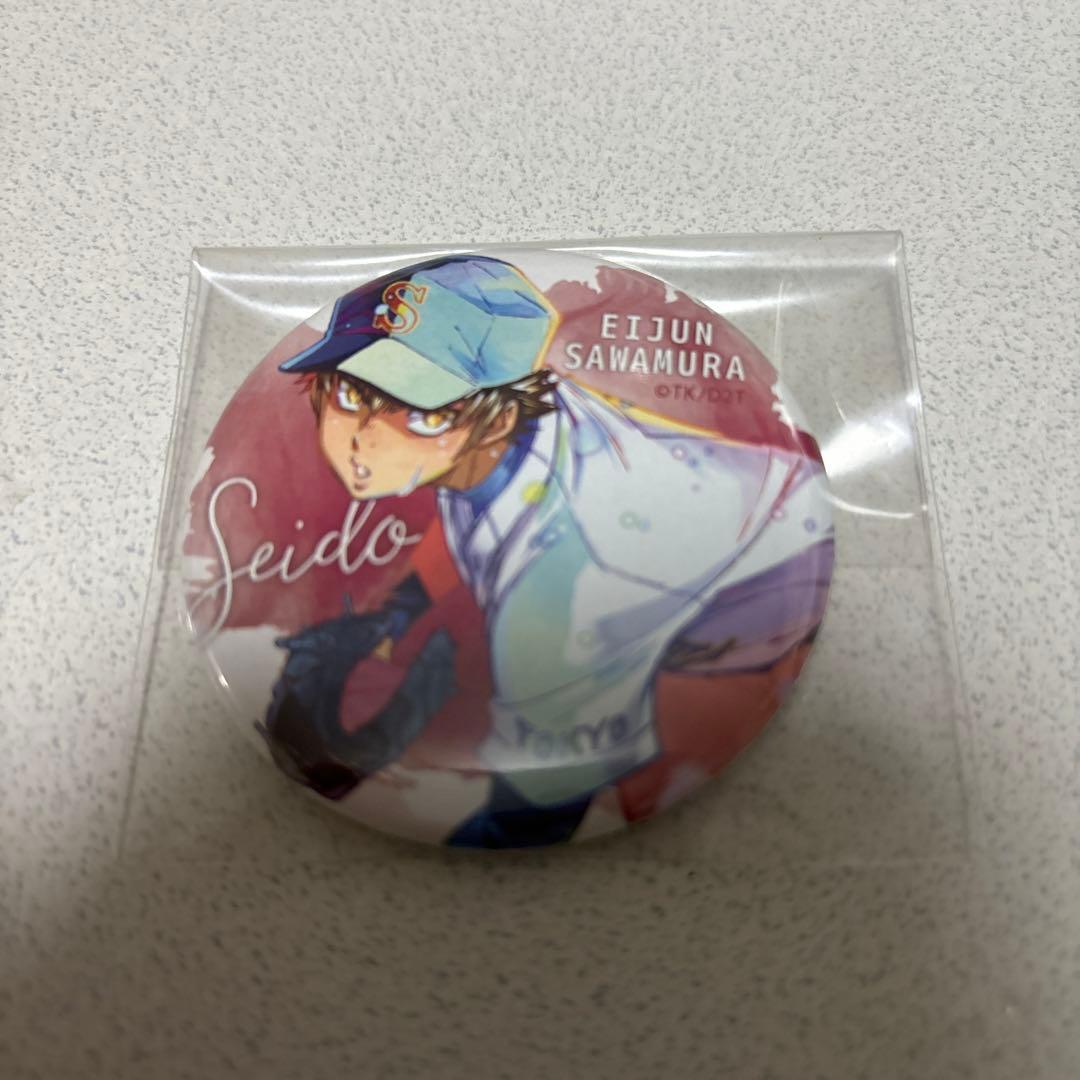 S
EIJUN
SAWAMURA
©TK/D2T
Seido
TOKYO